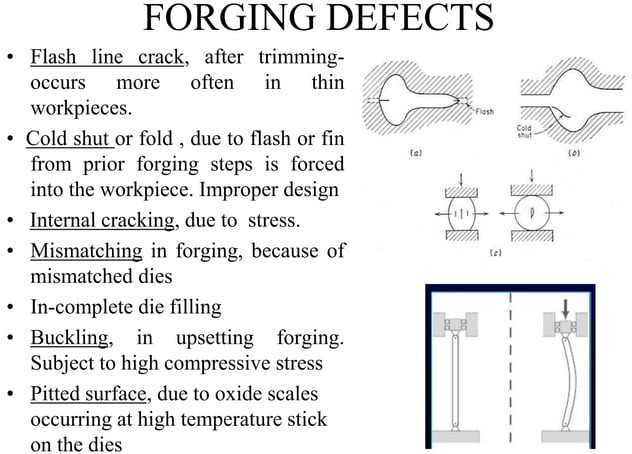 FORGING DEFECTS
• Flash line crack, after trimming-
occurs more often in thin
workpieces.
• Cold shut or fold , due to flash or fin
from prior forging steps is forced
into the workpiece. Improper design
• Internal cracking, due to stress.
• Mismatching in forging, because of
mismatched dies
• In-complete die filling
• Buckling, in upsetting forging.
Subject to high compressive stress
• Pitted surface, due to oxide scales
occurring at high temperature stick
on the dies
Flash
(a)
Cold
shut
(b)
(c)